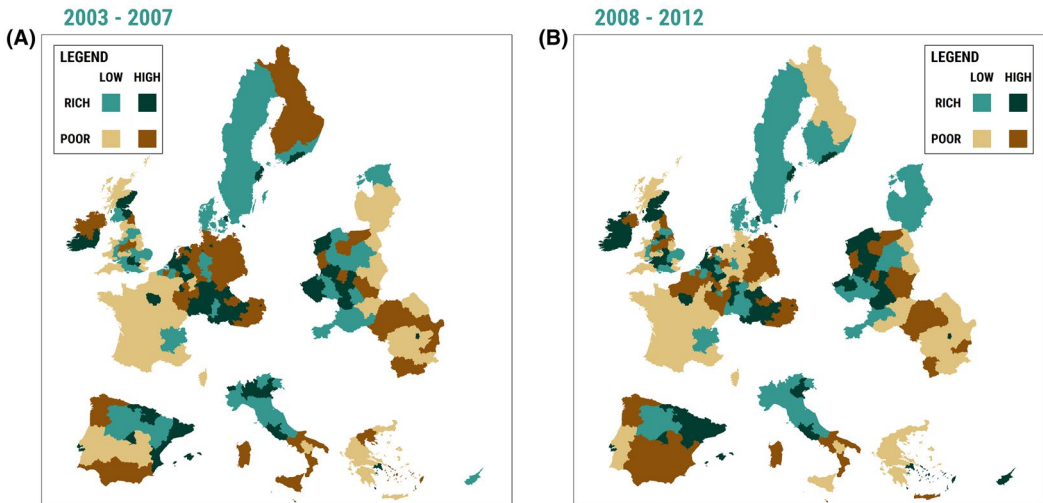 2003 - 2007
(A)
LEGEND
LOW HIGH
RICH
POOR
2008 - 2012
(B)
LEGEND
LOW HIGH
RICH
POOR